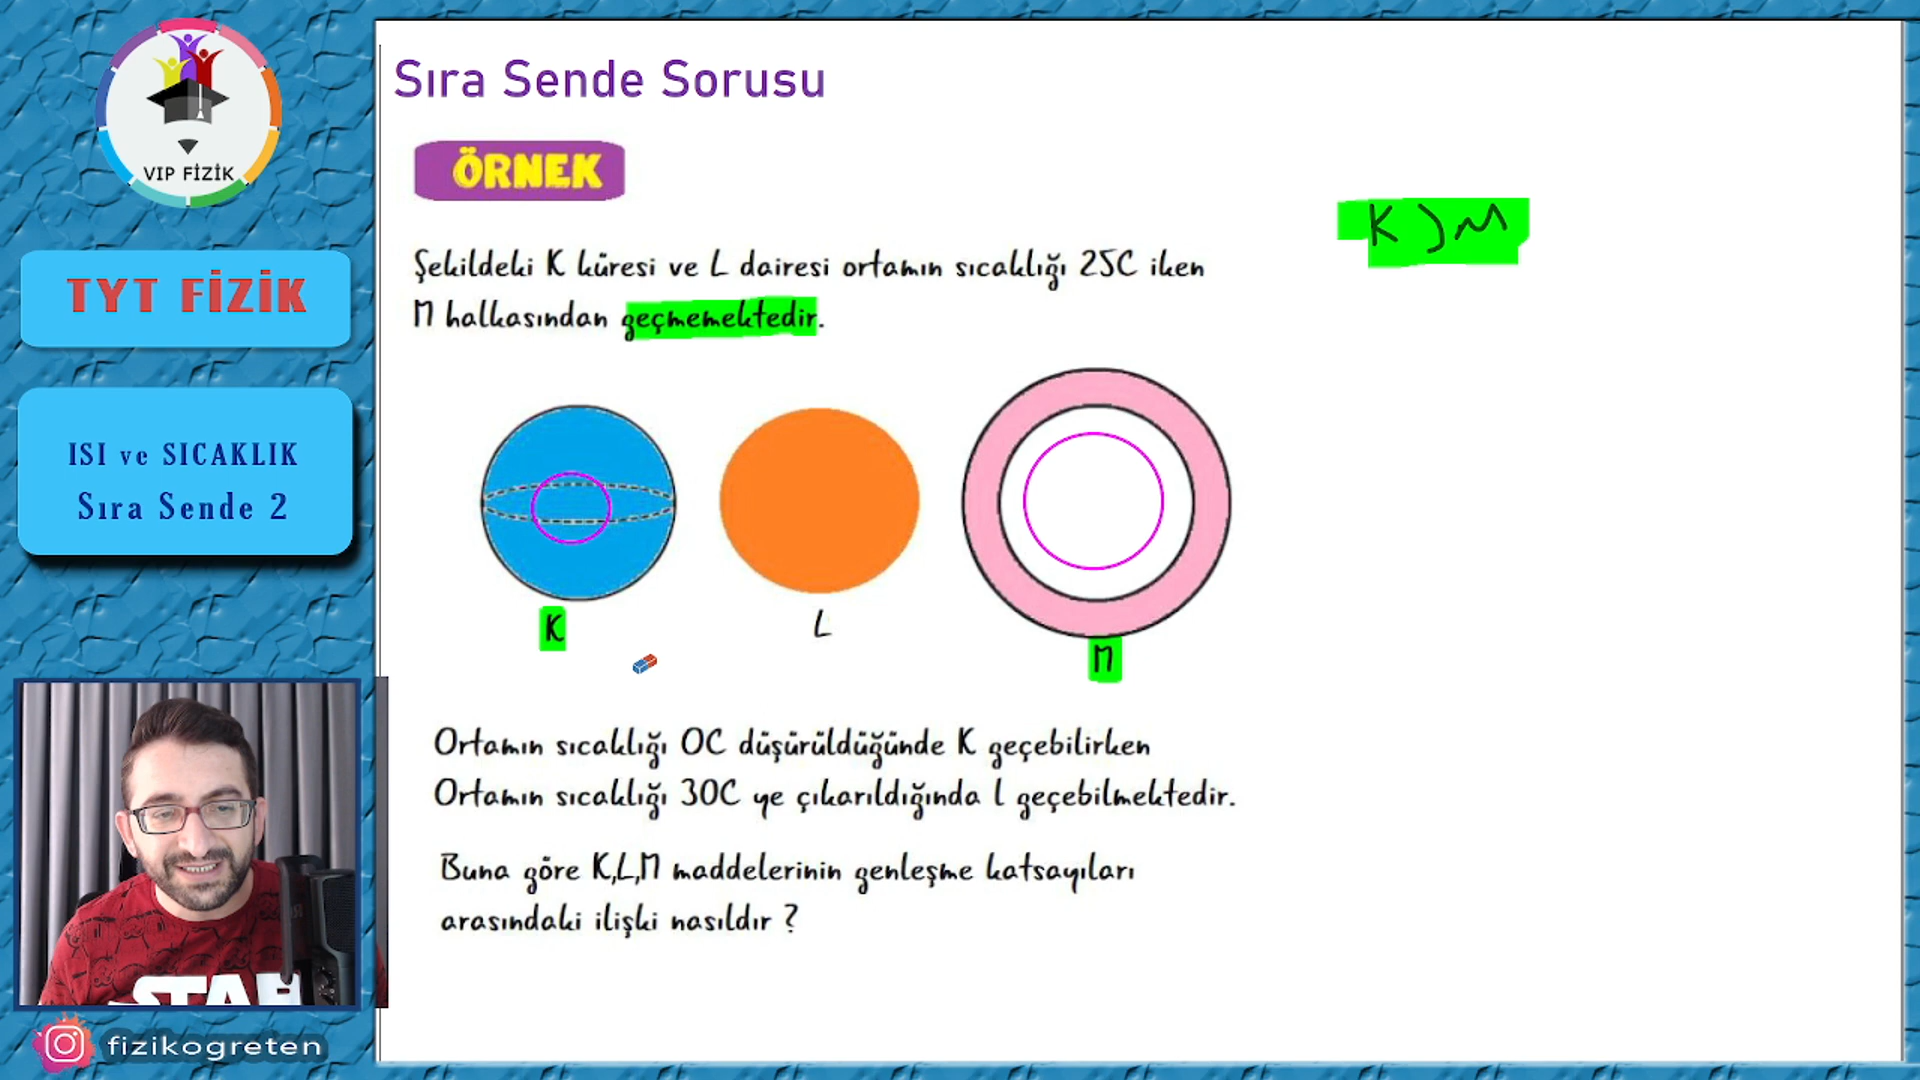 VIP FİZİK
TYT FİZİK
ISI ve SICAKLIK
Sıra Sende 2
Sıra Sende Sorusu
ÖRNEK
Şekildeki K küresi ve L dairesi ortamın sıcaklığı 25C iken
M halkasından geçmemektedir.
K > M
K
L
M
Ortamın sıcaklığı 0C düşürüldüğünde K geçebilirken
Ortamın sıcaklığı 30C ye çıkarıldığında l geçebilmektedir.
Buna göre K,L,M maddelerinin genleşme katsayıları
arasındaki ilişki nasıldır ?
STAR
fizikogreten